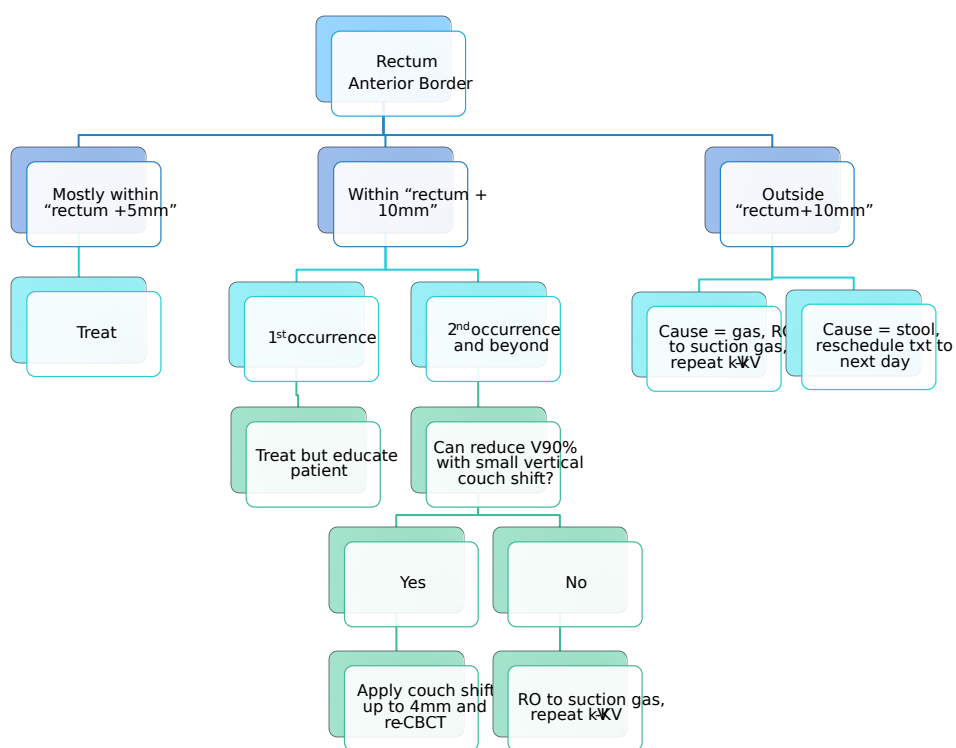 Rectum
Anterior Border
Mostly within
“rectum +5mm”
Within “rectum +
10mm”
Outside
“rectum+10mm”
Treat
1st occurrence
2nd occurrence
and beyond
Cause = gas, RO
to suction gas,
repeat
Cause = stool,
reschedule txt to
next day
Treat but educate
patient
Can reduce V90%
with small vertical
couch shift?
Yes
No
Apply couch shift
up to 4mm and
re-CBCT
RO to suction gas,
repeat